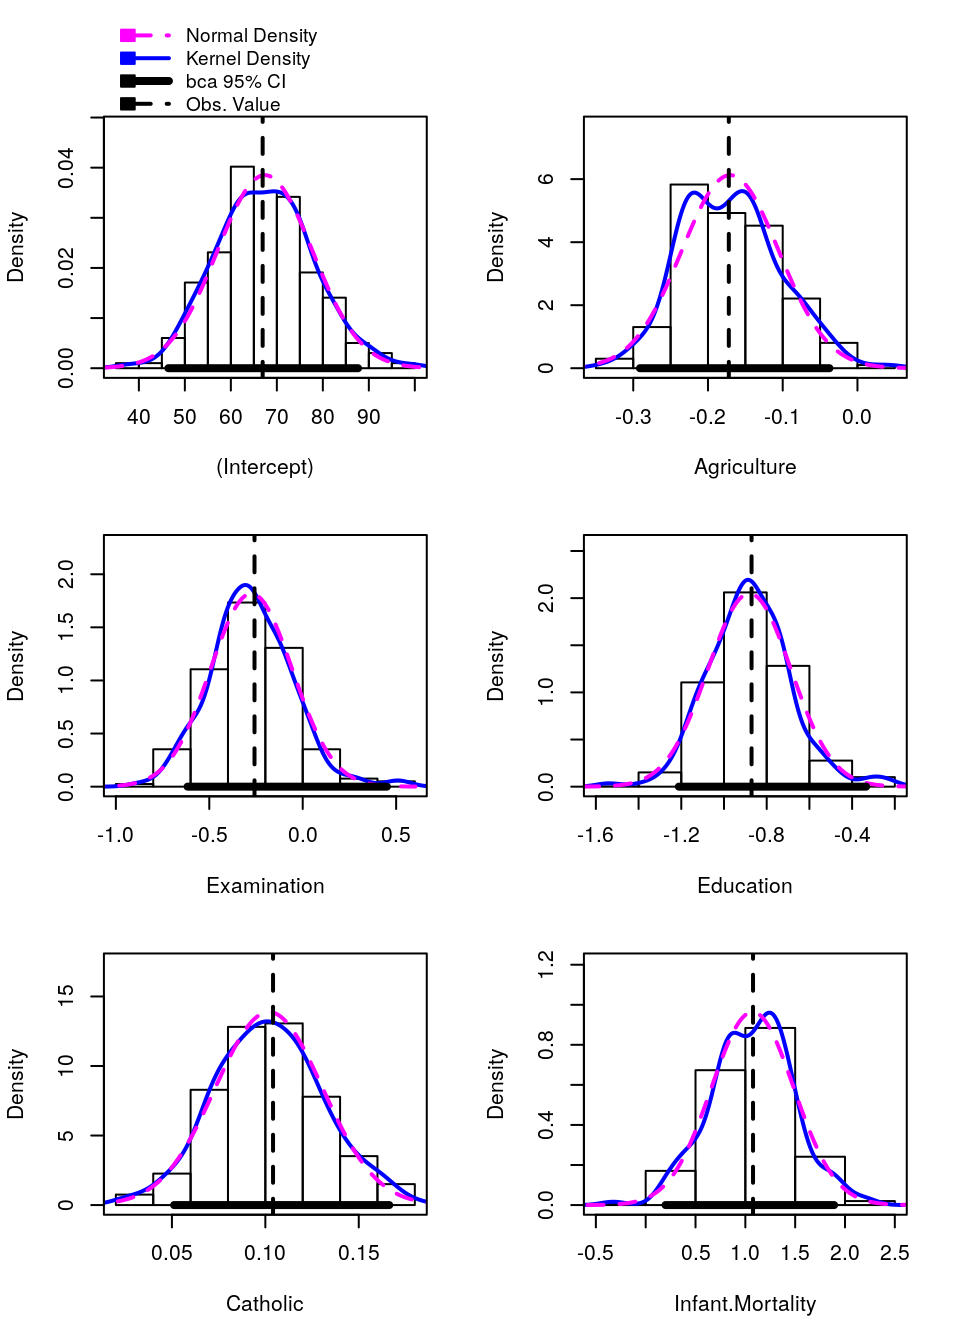 Normal Density
Kernel Density
bca 95% CI
Obs. Value
Density
0.00 0.02 0.04
40 50 60 70 80 90
(Intercept)
Density
0 2 4 6
-0.3 -0.2 -0.1 0.0
Agriculture
Density
0.0 0.5 1.0 1.5 2.0
-1.0 -0.5 0.0 0.5
Examination
Density
0.0 1.0 2.0
-1.6 -1.2 -0.8 -0.4
Education
Density
0 5 10 15
0.05 0.10 0.15
Catholic
Density
0.0 0.4 0.8 1.2
-0.5 0.5 1.0 1.5 2.0 2.5
Infant.Mortality